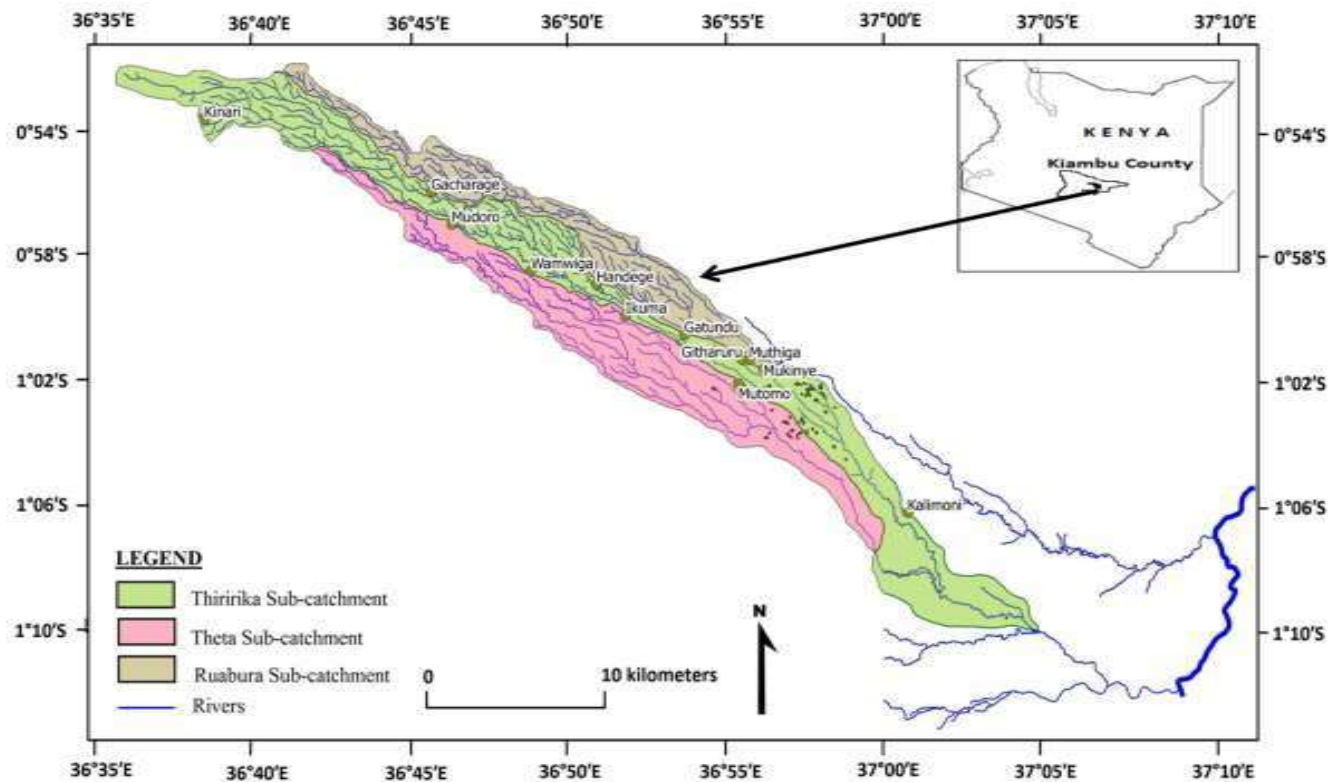 36°35'E 36°40'E 36°45'E 36°50'E 36°55'E 37°00'E 37°05'E 37°10'E
KENYA
Kiambu County
0°54'S 0°54'S
Kinari
Gacharage
Mudoro
0°58'S 0°58'S
Wamwiga
Handege
Ikuma
Gatundu
Githaruru Muthiga
Mukinye
1°02'S 1°02'S
Mutomo
1°06'S 1°06'S
Kalimoni
LEGEND
Thiririka Sub-catchment
Theta Sub-catchment
Ruabura Sub-catchment
Rivers
N
0 10 kilometers
1°10'S 1°10'S
36°35'E 36°40'E 36°45'E 36°50'E 36°55'E 37°00'E 37°05'E 37°10'E